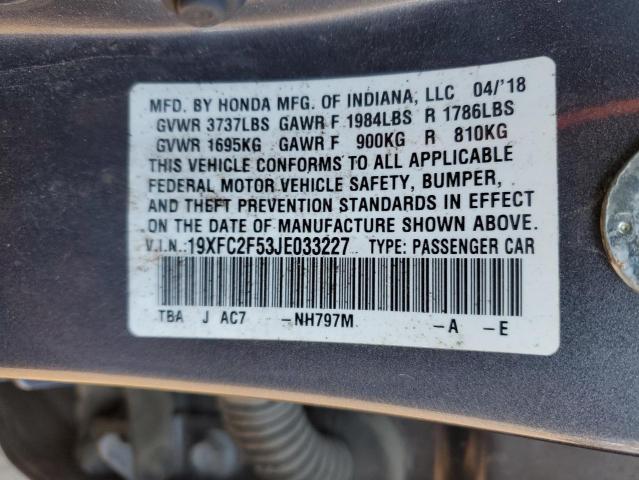 MFD. BY HONDA MFG. OF INDIANA, LLC 04/'18
GVWR 3737LBS GAWR F 1984LBS R 1786LBS
GVWR 1695KG GAWR F 900KG R 810KG
THIS VEHICLE CONFORMS TO ALL APPLICABLE
FEDERAL MOTOR VEHICLE SAFETY, BUMPER,
AND THEFT PREVENTION STANDARDS IN EFFECT
ON THE DATE OF MANUFACTURE SHOWN ABOVE.
V.I.N.:19XFC2F53JE033227 TYPE: PASSENGER CAR
TBA J AC7 -NH797M -A -E